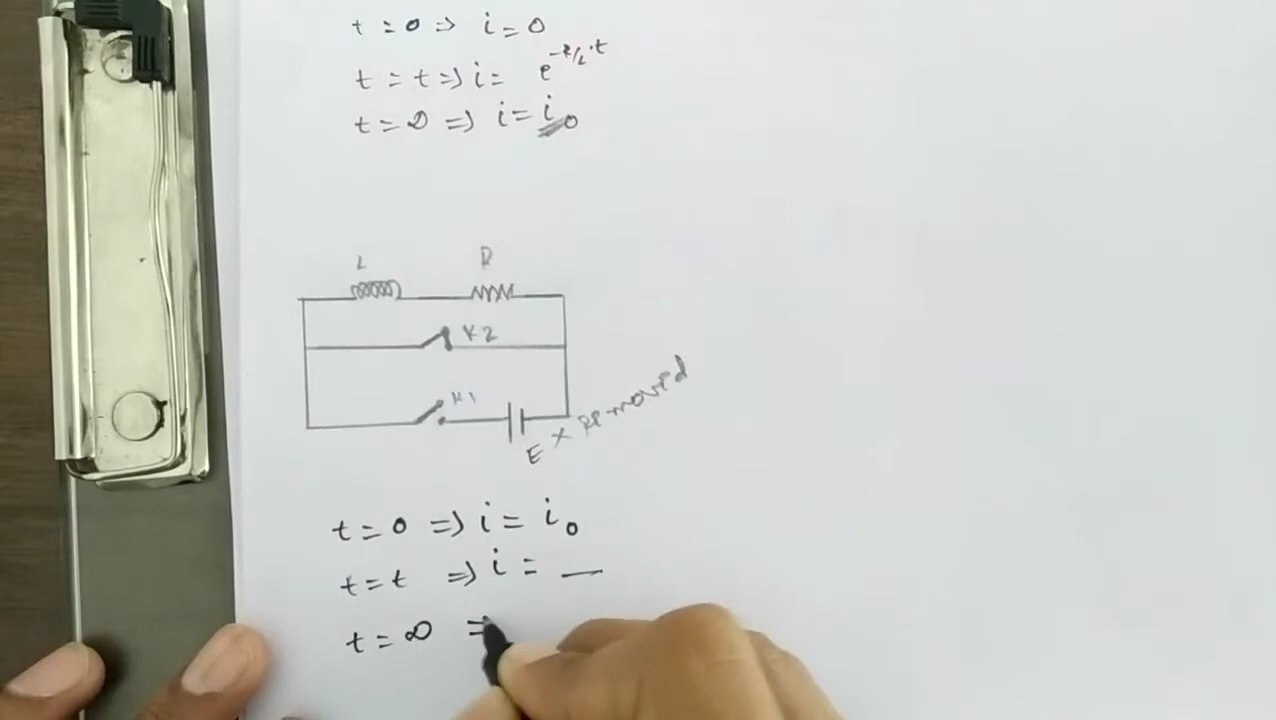 t = 0 => i = 0
t = t => i = e^-R/L·t
t = ∞ => i = i₀
L R
K2
K1
E × Removed
t = 0 => i = i₀
t = t => i = __
t = ∞ =